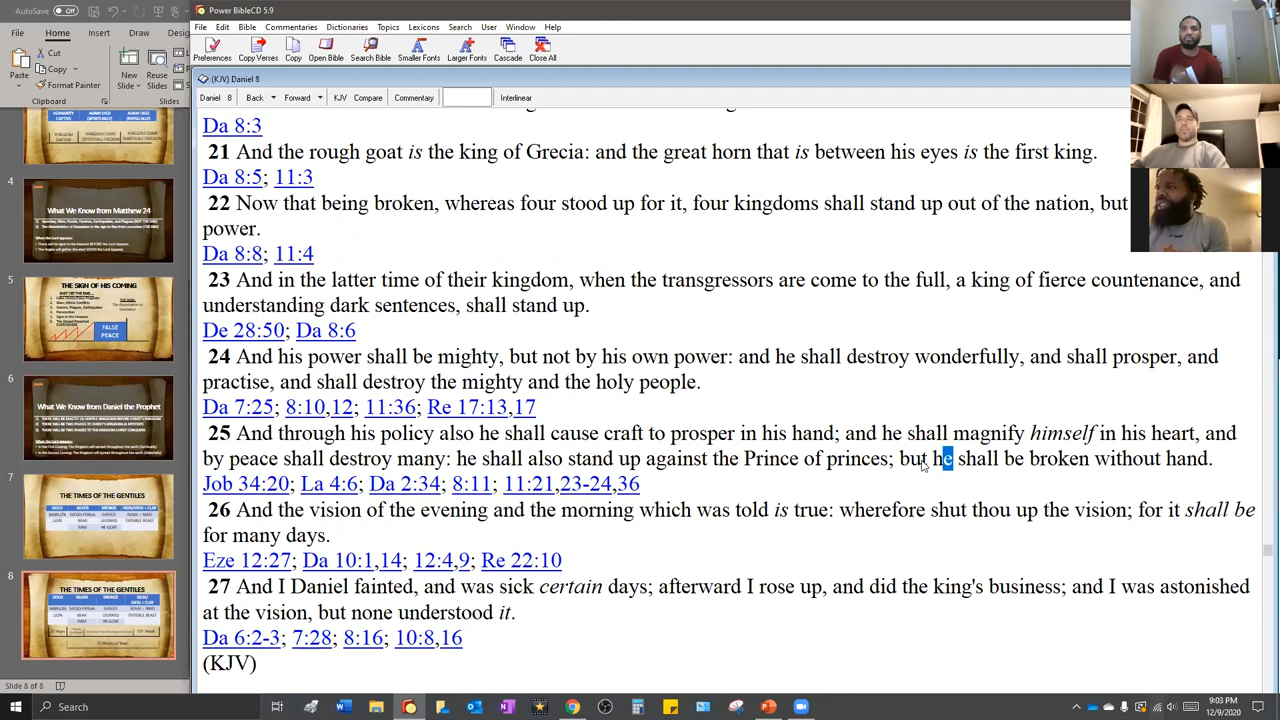 AutoSave Off
Power BibleCD 5.9
File Home Insert Draw
File Edit Bible Commentaries Dictionaries Topics Lexicons Search User Window Help
Paste
Cut
Copy
Format Painter
Clipboard
New
Slide
Reuse
Slides
Slides
Preferences Copy Verses Copy Open Bible Search Bible Smaller Fonts Larger Fonts Cascade Close All
(KJV) Daniel 8
Daniel 8 Back Forward KJV Compare Commentary Interlinear
Da 8:3
21 And the rough goat is the king of Grecia: and the great horn that is between his eyes is the first king.
Da 8:5; 11:3
22 Now that being broken, whereas four stood up for it, four kingdoms shall stand up out of the nation, but
power.
Da 8:8; 11:4
23 And in the latter time of their kingdom, when the transgressors are come to the full, a king of fierce countenance, and
understanding dark sentences, shall stand up.
De 28:50; Da 8:6
24 And his power shall be mighty, but not by his own power: and he shall destroy wonderfully, and shall prosper, and
practise, and shall destroy the mighty and the holy people.
Da 7:25; 8:10,12; 11:36; Re 17:13,17
25 And through his policy also he shall cause craft to prosper in his hand; and he shall magnify himself in his heart, and
by peace shall destroy many: he shall also stand up against the Prince of princes; but he shall be broken without hand.
Job 34:20; La 4:6; Da 2:34; 8:11; 11:21,23-24,36
26 And the vision of the evening and the morning which was told is true: wherefore shut thou up the vision; for it shall be
for many days.
Eze 12:27; Da 10:1,14; 12:4,9; Re 22:10
27 And I Daniel fainted, and was sick certain days; afterward I rose up, and did the king's business; and I was astonished
at the vision, but none understood it.
Da 6:2-3; 7:28; 8:16; 10:8,16
(KJV)
4
What We Know from Matthew 24
5
THE SIGN OF HIS COMING
FALSE
PEACE
6
What We Know from Daniel the Prophet
7
THE TIMES OF THE GENTILES
8
THE TIMES OF THE GENTILES
Slide 8 of 8
Search
9:03 PM
12/9/2020